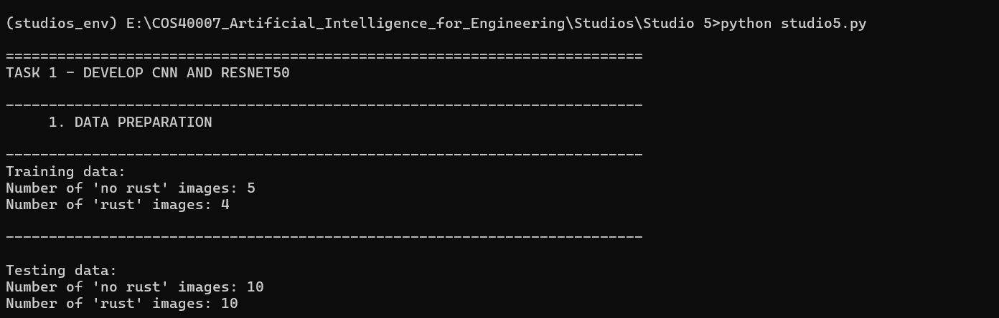 (studios_env) E:\COS40007_Artificial_Intelligence_for_Engineering\Studios\Studio 5>python studio5.py
==========================================================================
TASK 1 - DEVELOP CNN AND RESNET50
--------------------------------------------------------------------------
1. DATA PREPARATION
--------------------------------------------------------------------------
Training data:
Number of 'no rust' images: 5
Number of 'rust' images: 4
--------------------------------------------------------------------------
Testing data:
Number of 'no rust' images: 10
Number of 'rust' images: 10